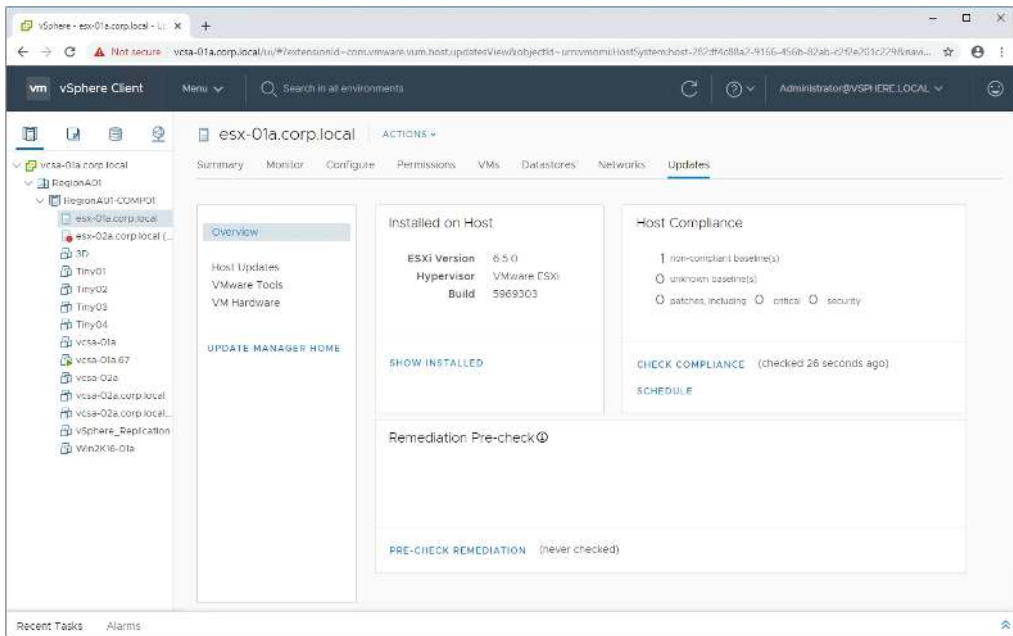 vSphere - esx-01a.corp.local - 
Not secure vcsa-01a.corp.local/ui/#?extensionId=com.vmware.vum.host.updatesView&objectId=urn:vmomi:HostSystem:host-
vm vSphere Client Menu Search in all environments Administrator@VSPHERE.LOCAL
esx-01a.corp.local ACTIONS
Summary Monitor Configure Permissions VMs Datastores Networks Updates
vcsa-01a.corp.local
RegionA01
RegionA01-COMP01
esx-01a.corp.local
esx-02a.corp.local (...
3D
Tiny01
Tiny02
Tiny03
Tiny04
vcsa-01a
vcsa-01a.67
vcsa-02a
vcsa-02a.corp.local
vcsa-02a.corp.local...
vSphere_Replication
Win2K16-01a
Overview
Host Updates
VMware Tools
VM Hardware
UPDATE MANAGER HOME
Installed on Host
ESXi Version 6.5.0
Hypervisor VMware ESXi
Build 5969303
SHOW INSTALLED
Host Compliance
1 non-compliant baseline(s)
0 unknown baseline(s)
0 patches, including 0 critical 0 security
CHECK COMPLIANCE (checked 26 seconds ago)
SCHEDULE
Remediation Pre-check
PRE-CHECK REMEDIATION (never checked)
Recent Tasks Alarms